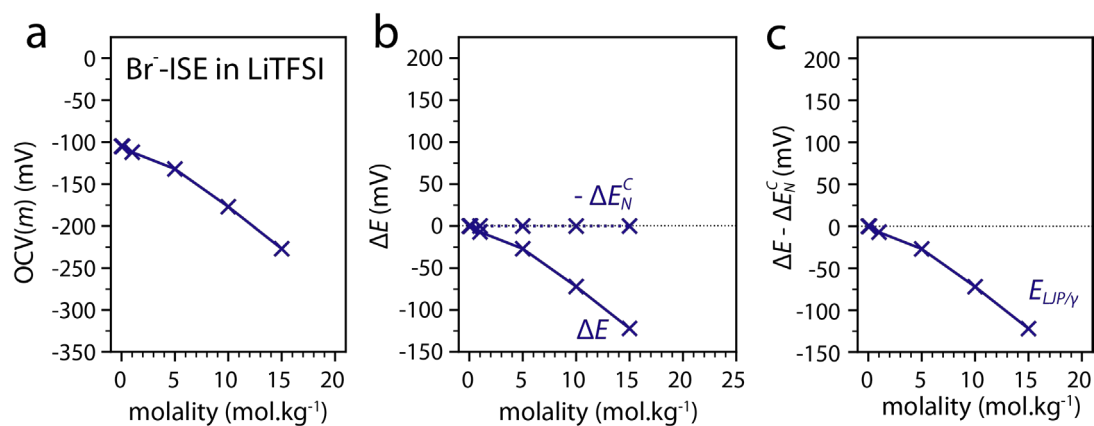 a
Br⁻-ISE in LiTFSI
OCV(m) (mV)
0
-50
-100
-150
-200
-250
-300
-350
0 5 10 15 20
molality (mol.kg⁻¹)
b
ΔE (mV)
200
150
100
50
0
-50
-100
-150
- ΔE_N^C
ΔE
0 5 10 15 20 25
molality (mol.kg⁻¹)
c
ΔE - ΔE_N^C (mV)
200
150
100
50
0
-50
-100
-150
E_LJP/γ
0 5 10 15 20
molality (mol.kg⁻¹)